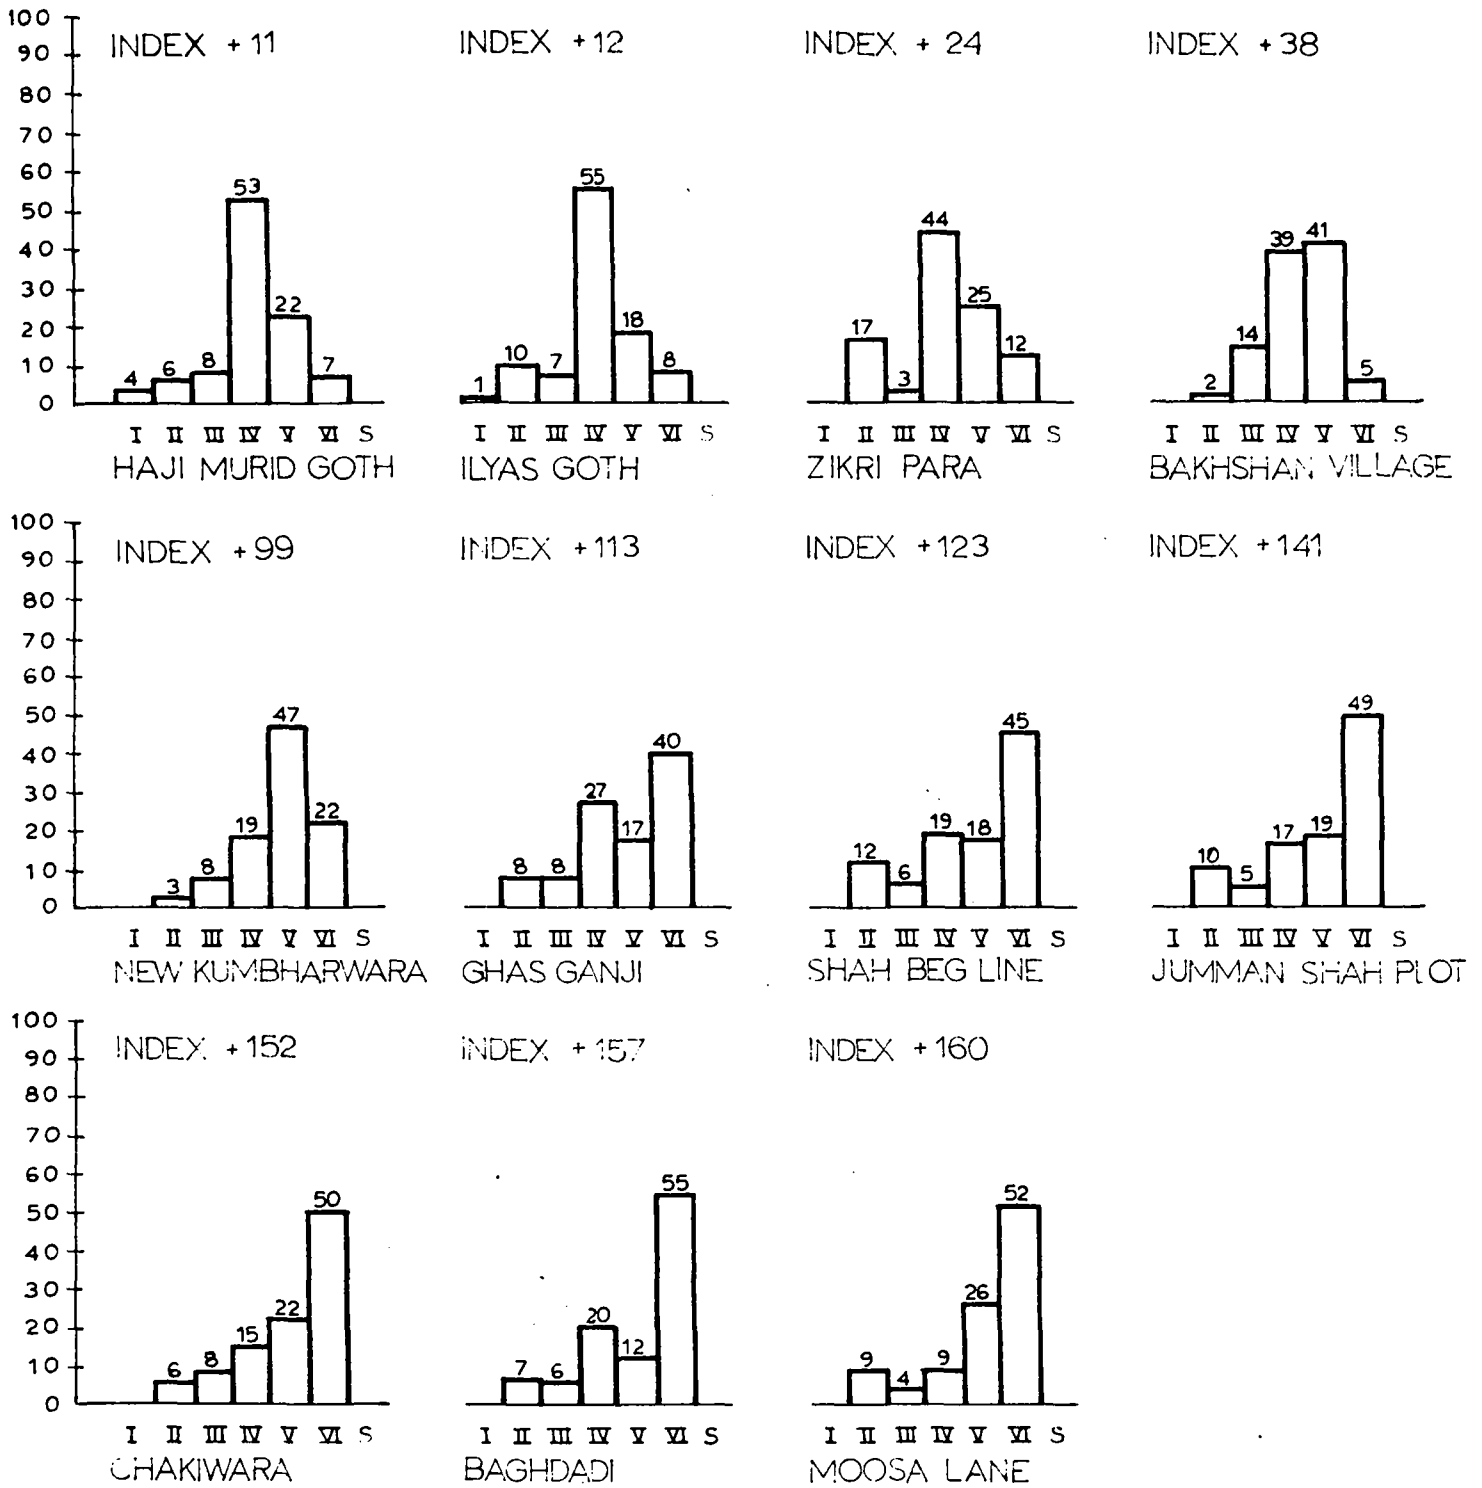 100
90
80
70
60
50
40
30
20
10
0
INDEX +11
4 6 8 53 22 7
I II III IV V VI S
HAJI MURID GOTH
INDEX +12
1 10 7 55 18 8
I II III IV V VI S
ILYAS GOTH
INDEX +24
17 3 44 25 12
I II III IV V VI S
ZIKRI PARA
INDEX +38
2 14 39 41 5
I II III IV V VI S
BAKHSHAN VILLAGE
100
90
80
70
60
50
40
30
20
10
0
INDEX +99
3 8 19 47 22
I II III IV V VI S
NEW KUMBHARWARA
INDEX +113
8 8 27 17 40
I II III IV V VI S
GHAS GANJI
INDEX +123
12 6 19 18 45
I II III IV V VI S
SHAH BEG LINE
INDEX +141
10 5 17 19 49
I II III IV V VI S
JUMMAN SHAH PLOT
100
90
80
70
60
50
40
30
20
10
0
INDEX +152
6 8 15 22 50
I II III IV V VI S
CHAKIWARA
INDEX +157
7 6 20 12 55
I II III IV V VI S
BAGHDADI
INDEX +160
9 4 9 26 52
I II III IV V VI S
MOOSA LANE